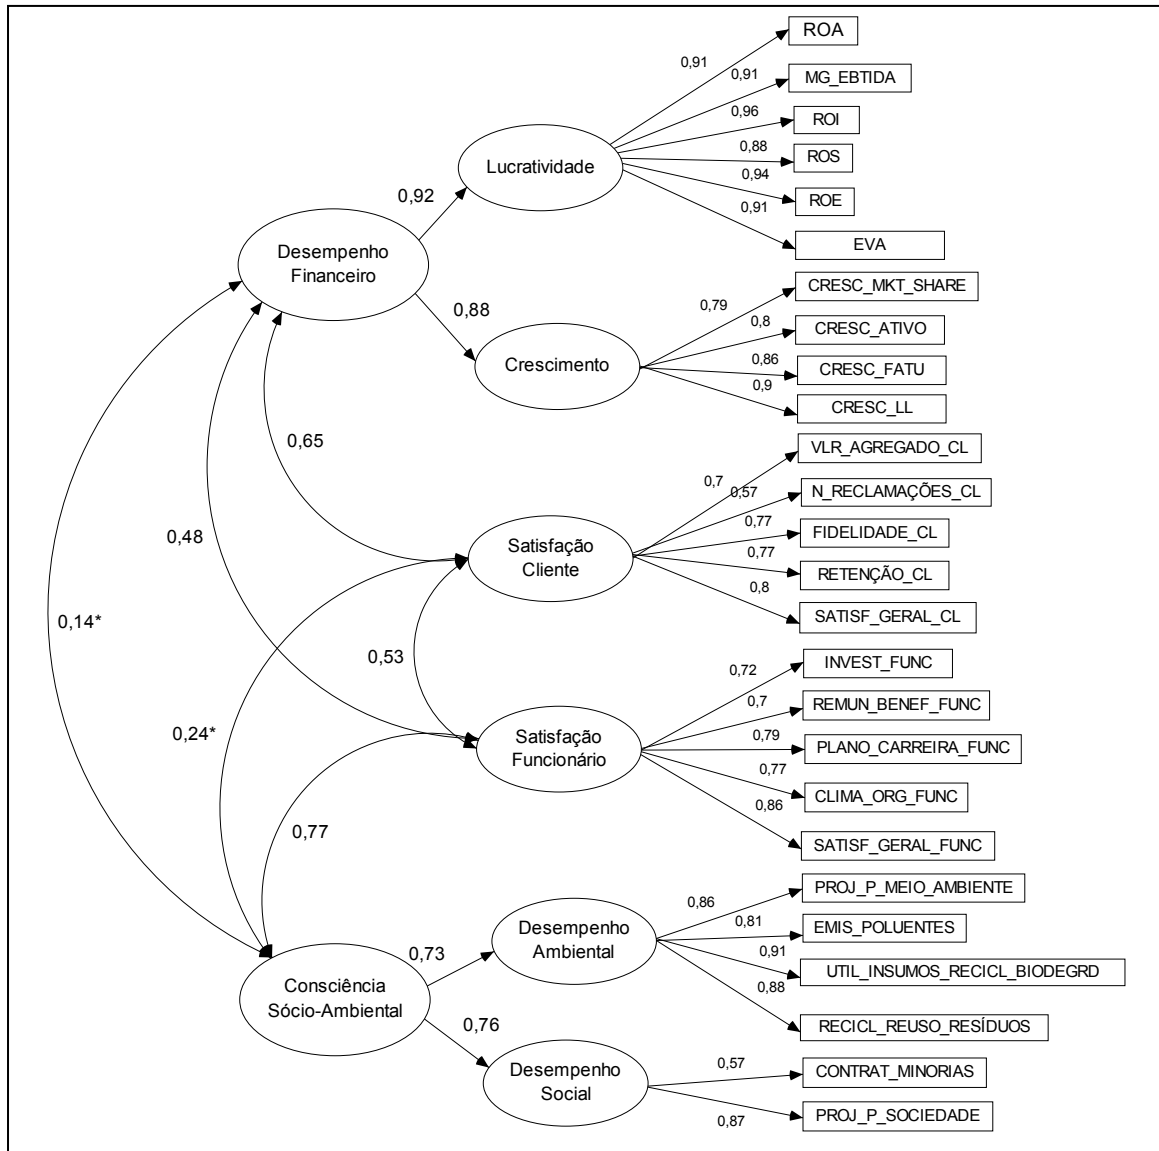 ROA
0,91
MG_EBTIDA
0,91
ROI
0,96
ROS
0,88
ROE
0,94
EVA
0,91
Lucratividade
0,92
Desempenho
Financeiro
0,88
Crescimento
CRESC_MKT_SHARE
0,79
CRESC_ATIVO
0,8
CRESC_FATU
0,86
CRESC_LL
0,9
0,65
0,48
0,14*
VLR_AGREGADO_CL
0,7
N_RECLAMAÇÕES_CL
0,57
FIDELIDADE_CL
0,77
RETENÇÃO_CL
0,77
SATISF_GERAL_CL
0,8
Satisfação
Cliente
0,53
0,24*
INVEST_FUNC
0,72
REMUN_BENEF_FUNC
0,7
PLANO_CARREIRA_FUNC
0,79
CLIMA_ORG_FUNC
0,77
SATISF_GERAL_FUNC
0,86
Satisfação
Funcionário
0,77
PROJ_P_MEIO_AMBIENTE
0,86
EMIS_POLUENTES
0,81
UTIL_INSUMOS_RECICL_BIODEGRD
0,91
RECICL_REUSO_RESÍDUOS
0,88
Desempenho
Ambiental
0,73
Consciência
Sócio-Ambiental
0,76
Desempenho
Social
CONTRAT_MINORIAS
0,57
PROJ_P_SOCIEDADE
0,87